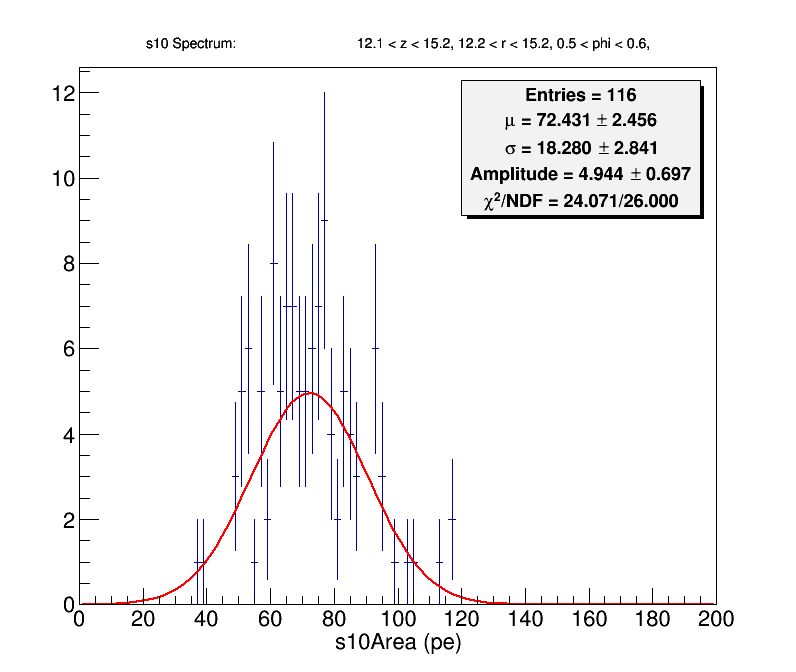 s10 Spectrum: 12.1 < z < 15.2, 12.2 < r < 15.2, 0.5 < phi < 0.6,
Entries = 116
μ = 72.431 ± 2.456
σ = 18.280 ± 2.841
Amplitude = 4.944 ± 0.697
χ²/NDF = 24.071/26.000
12
10
8
6
4
2
0
0 20 40 60 80 100 120 140 160 180 200
s10Area (pe)